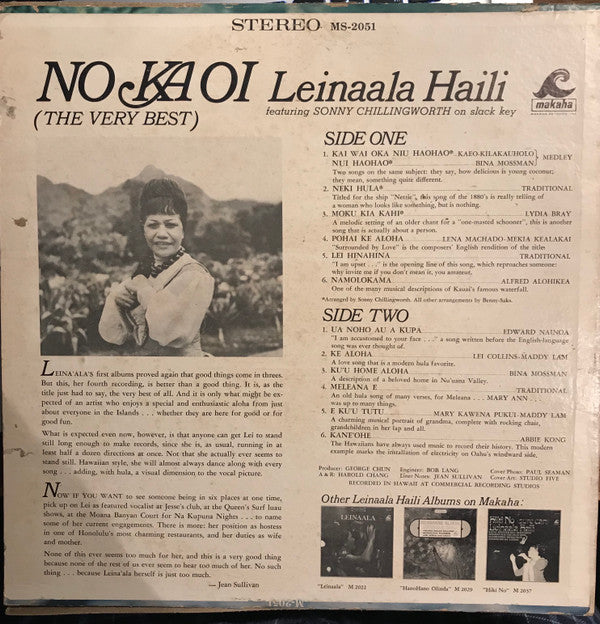 STEREO MS-2051
NO KA OI Leinaala Haili
(THE VERY BEST)
featuring SONNY CHILLINGWORTH on slack key
makaha
SIDE ONE
1. KAI WAI OKA NIU HAOHAO* KAEO-KILAKAUHOLO
NUI HAOHAO* BINA MOSSMAN } MEDLEY
Two songs on the same subject: they say, how delicious is young coconut;
they mean, something quite different.
2. NEKI HULA* TRADITIONAL
Titled for the ship "Nettie", this song of the 1880's is really telling of
a woman who looks like something, but is nothing.
3. MOKU KIA KAHI* LYDIA BRAY
A melodic setting of an older chant for a "one-masted schooner", this is another
song that is actually about a person.
4. POHAI KE ALOHA LENA MACHADO-MEKIA KEALAKAI
"Surrounded by Love" is the composers' English rendition of the title
5. LEI HINAHINA TRADITIONAL
"I am upset . . ." is the opening line of this song, which reproaches someone:
why invite me if you don't mean it, you amateur.
6. NAMOLOKAMA ALFRED ALOHIKEA
One of the many musical descriptions of Kauai's famous waterfall.
*Arranged by Sonny Chillingworth. All other arrangements by Benny-Saks.
SIDE TWO
1. UA NOHO AU A KUPA EDWARD NAINOA
"I am accustomed to your face . . ." a song written before the English-language
song was ever thought of.
2. KE ALOHA LEI COLLINS-MADDY LAM
A love song that is a modern hula favorite.
3. KU'U HOME ALOHA BINA MOSSMAN
A description of a beloved home in Nu'uanu Valley.
4. MELEANA E TRADITIONAL
An old hula song of many verses, for Meleana . . . MARY ANN . . .
was up to many things.
5. E KU'U TUTU MARY KAWENA PUKUI-MADDY LAM
A charming musical portrait of grandma, complete with rocking chair,
grandchildren in her lap and all.
6. KANE'OHE ABBIE KONG
The Hawaiians have always used music to record their history. This modern
example marks the intallation of electricity on Oahu's windward side.
Producer: GEORGE CHUN Engineer: BOB LANG Cover Photo: PAUL SEAMAN
A & R: HAROLD CHANG Liner Notes: JEAN SULLIVAN Cover Art: STUDIO FIVE
RECORDED IN HAWAII AT COMMERCIAL RECORDING STUDIOS
Other Leinaala Haili Albums on Makaha:
LEINAALA
Hiki No
"Leinaala" M 2022 "HanoHano Olinda" M 2029 "Hiki No" M 2037
LEINA'ALA'S first albums proved again that good things come in threes.
But this, her fourth recording, is better than a good thing. It is, as the
title just had to say, the very best of all. And it is only what might be ex-
pected of an artist who enjoys a special and enthusiastic aloha from just
about everyone in the Islands . . . whether they are here for good or for
good fun.
What is expected even now, however, is that anyone can get Lei to stand
still long enough to make records, since she is, as usual, running in at
least half a dozen directions at once. Not that she actually ever seems to
stand still. Hawaiian style, she will almost always dance along with every
song . . . adding, with hula, a visual dimension to the vocal picture.
NOW IF YOU WANT to see someone being in six places at one time,
pick up on Lei as featured vocalist at Jesse's club, at the Queen's Surf luau
shows, at the Moana Banyan Court for Na Kupuna Nights . . . to name
some of her current engagements. There is more: her position as hostess
in one of Honolulu's most charming restaurants, and her duties as wife
and mother.
None of this ever seems too much for her, and this is a very good thing
because none of the rest of us ever seem to hear too much of her. No such
thing . . . because Leina'ala herself is just too much.
— Jean Sullivan
M-2051